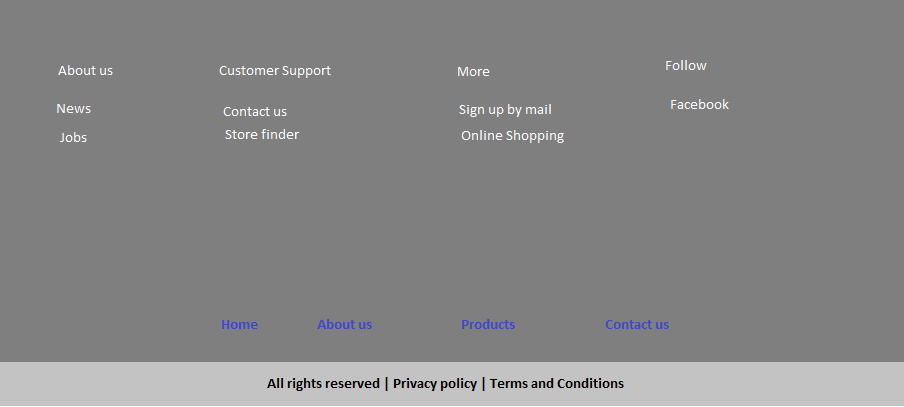 About us
News
Jobs
Customer Support
Contact us
Store finder
More
Sign up by mail
Online Shopping
Follow
Facebook
Home About us Products Contact us
All rights reserved | Privacy policy | Terms and Conditions